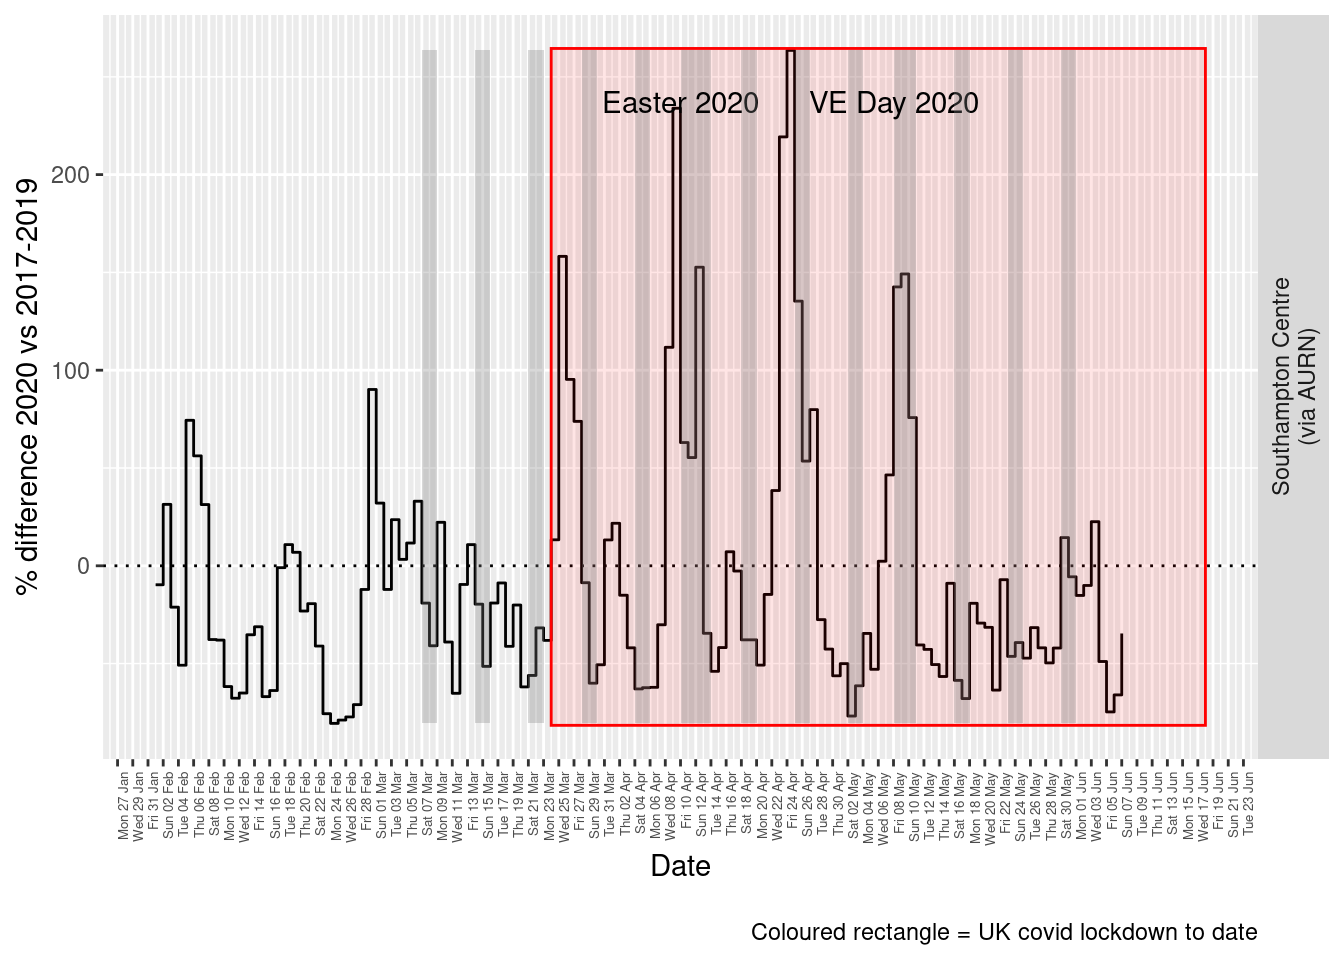 % difference 2020 vs 2017-2019
200
100
0
Easter 2020
VE Day 2020
Southampton Centre
(via AURN)
Mon 27 Jan
Wed 29 Jan
Fri 31 Jan
Sun 02 Feb
Tue 04 Feb
Thu 06 Feb
Sat 08 Feb
Mon 10 Feb
Wed 12 Feb
Fri 14 Feb
Sun 16 Feb
Tue 18 Feb
Thu 20 Feb
Sat 22 Feb
Mon 24 Feb
Wed 26 Feb
Fri 28 Feb
Sun 01 Mar
Tue 03 Mar
Thu 05 Mar
Sat 07 Mar
Mon 09 Mar
Wed 11 Mar
Fri 13 Mar
Sun 15 Mar
Tue 17 Mar
Thu 19 Mar
Sat 21 Mar
Mon 23 Mar
Wed 25 Mar
Fri 27 Mar
Sun 29 Mar
Tue 31 Mar
Thu 02 Apr
Sat 04 Apr
Mon 06 Apr
Wed 08 Apr
Fri 10 Apr
Sun 12 Apr
Tue 14 Apr
Thu 16 Apr
Sat 18 Apr
Mon 20 Apr
Wed 22 Apr
Fri 24 Apr
Sun 26 Apr
Tue 28 Apr
Thu 30 Apr
Sat 02 May
Mon 04 May
Wed 06 May
Fri 08 May
Sun 10 May
Tue 12 May
Thu 14 May
Sat 16 May
Mon 18 May
Wed 20 May
Fri 22 May
Sun 24 May
Tue 26 May
Thu 28 May
Sat 30 May
Mon 01 Jun
Wed 03 Jun
Fri 05 Jun
Sun 07 Jun
Tue 09 Jun
Thu 11 Jun
Sat 13 Jun
Mon 15 Jun
Wed 17 Jun
Fri 19 Jun
Sun 21 Jun
Tue 23 Jun
Date
Coloured rectangle = UK covid lockdown to date